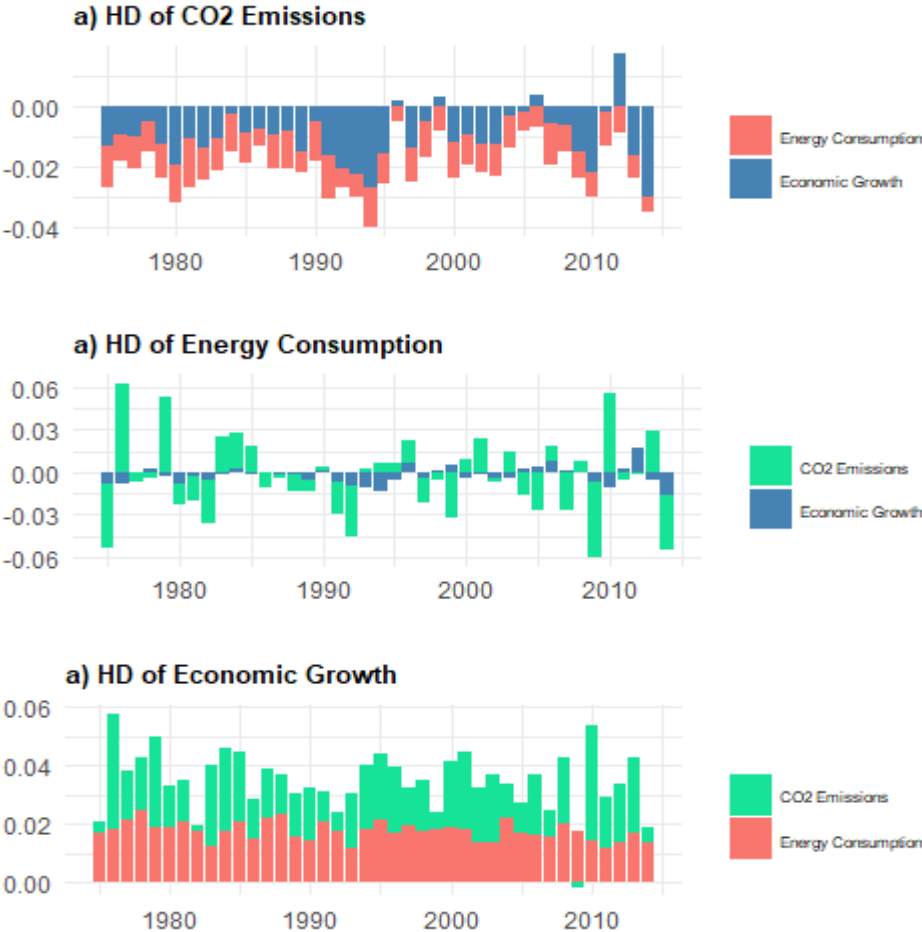 a) HD of CO2 Emissions
0.00
-0.02
-0.04
1980 1990 2000 2010
Energy Consumption
Economic Growth
a) HD of Energy Consumption
0.06
0.03
0.00
-0.03
-0.06
1980 1990 2000 2010
CO2 Emissions
Economic Growth
a) HD of Economic Growth
0.06
0.04
0.02
0.00
1980 1990 2000 2010
CO2 Emissions
Energy Consumption